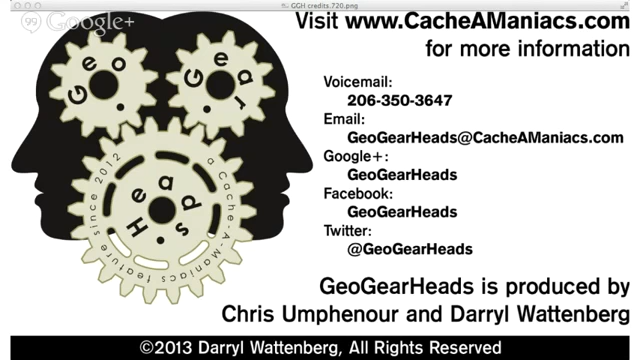 GGH credits.720.png
Google+
Visit www.CacheAManiacs.com
for more information
Geo
Gear
Heads
a Cache-A-Maniacs feature since 2012
Voicemail:
206-350-3647
Email:
GeoGearHeads@CacheAManiacs.com
Google+:
GeoGearHeads
Facebook:
GeoGearHeads
Twitter:
@GeoGearHeads
GeoGearHeads is produced by
Chris Umphenour and Darryl Wattenberg
©2013 Darryl Wattenberg, All Rights Reserved